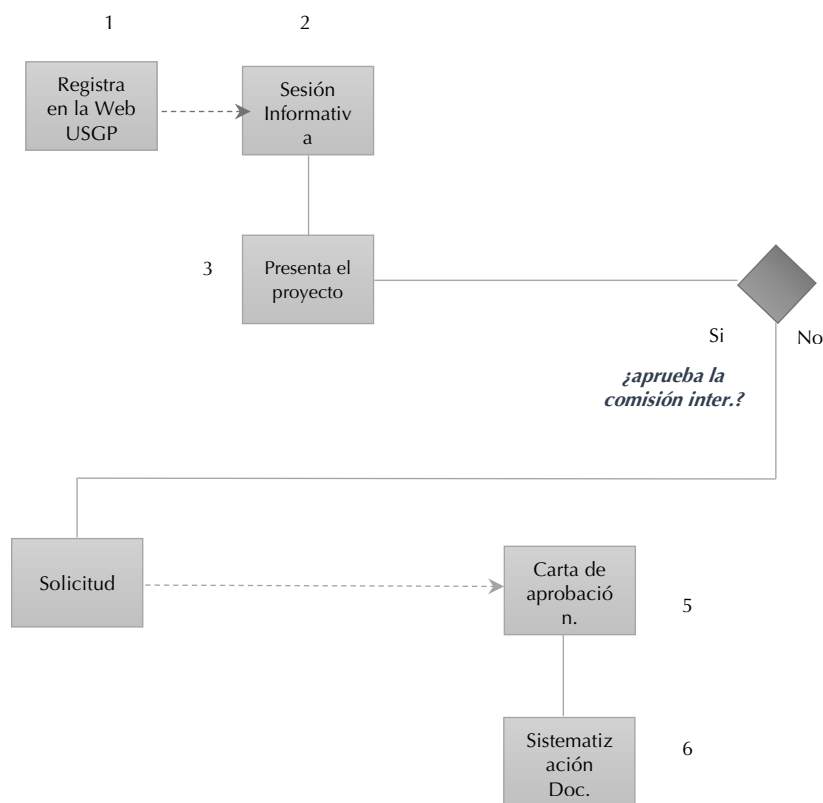 1
2
Registra
en la Web
USGP
Sesión
Informativ
a
3
Presenta el
proyecto
Si
No
¿aprueba la
comisión inter.?
Solicitud
Carta de
aprobació
n.
5
Sistematiz
ación
Doc.
6